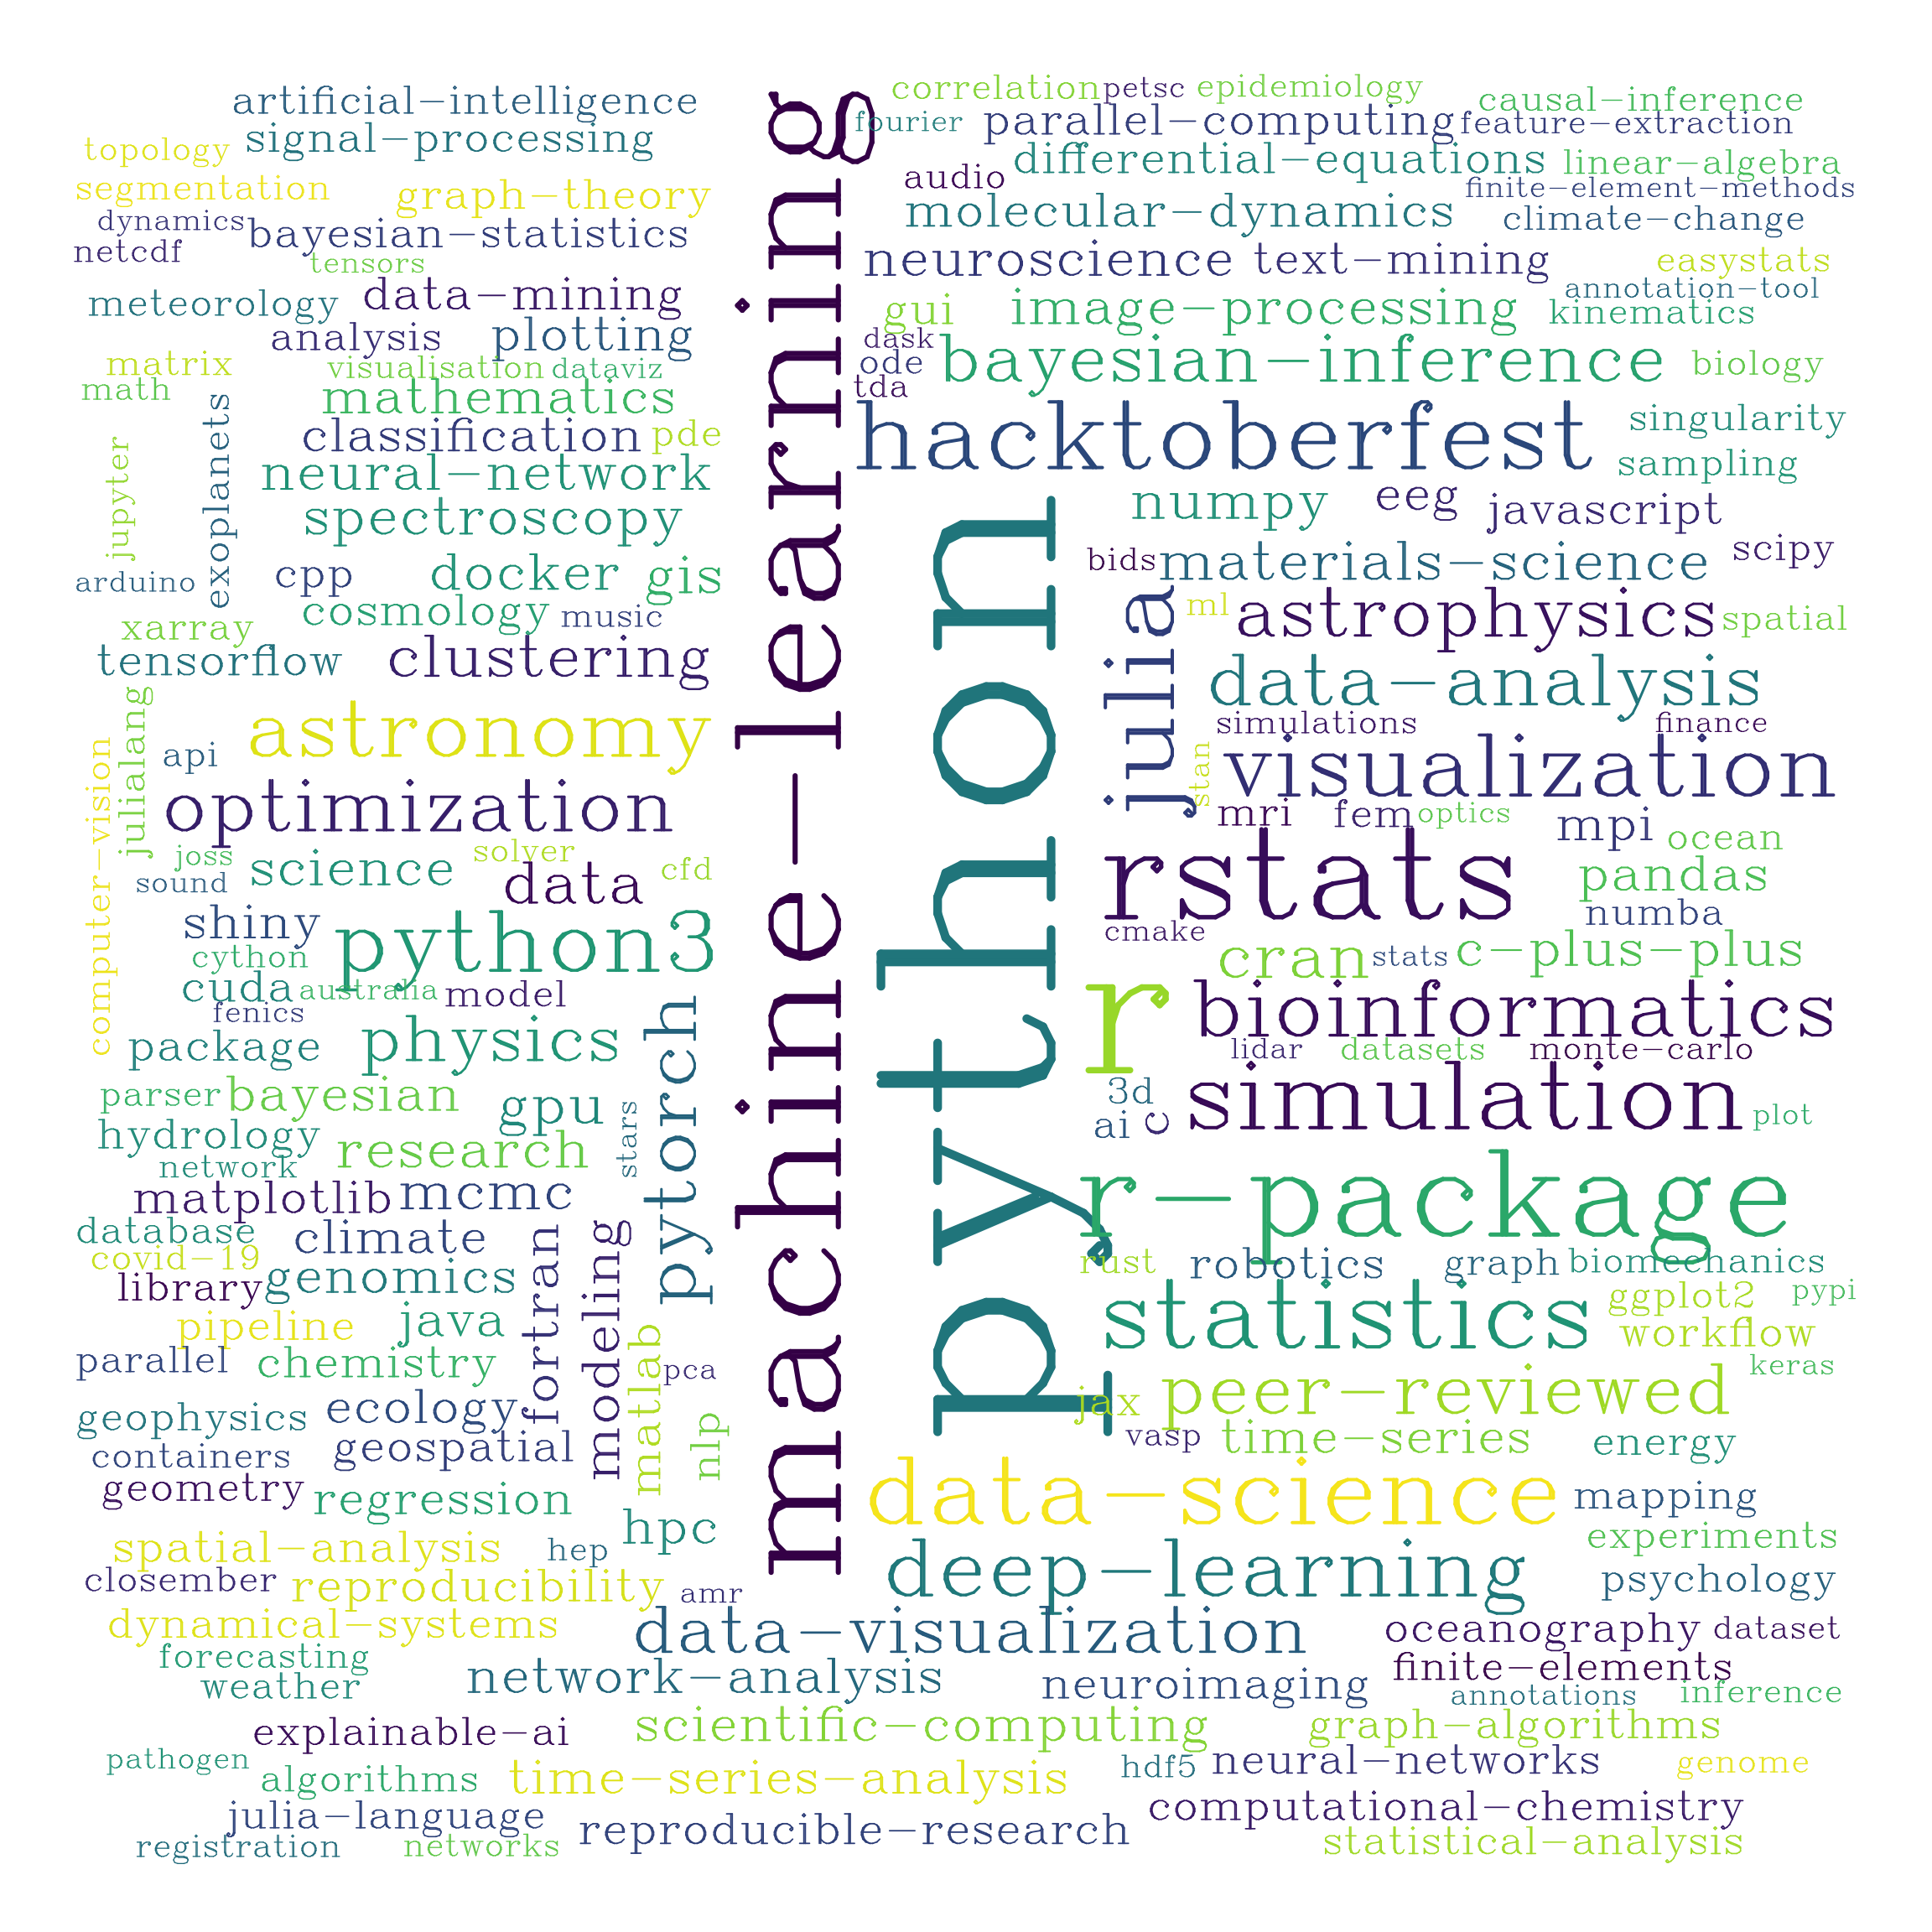 artificial-intelligence
signal-processing
topology
segmentation
graph-theory
dynamics
bayesian-statistics
netcdf
tensors
meteorology
data-mining
analysis
plotting
matrix
visualisation
dataviz
math
mathematics
classification
pde
jupyter
exoplanets
neural-network
spectroscopy
arduino
cpp
docker
gis
cosmology
music
xarray
tensorflow
clustering
julialang
astronomy
api
computer-vision
optimization
joss
science
solver
cfd
sound
data
shiny
python3
cython
cuda
australia
model
fenics
package
physics
pytorch
parser
bayesian
gpu
stars
hydrology
research
network
matplotlib
mcmc
database
climate
covid-19
library
genomics
fortran
modeling
pipeline
java
parallel
chemistry
matlab
pca
geophysics
ecology
nlp
containers
geospatial
geometry
regression
hpc
spatial-analysis
hep
closember
reproducibility
amr
dynamical-systems
forecasting
weather
machine-learning
python
correlation
petsc
epidemiology
causal-inference
fourier
parallel-computing
feature-extraction
differential-equations
linear-algebra
audio
finite-element-methods
molecular-dynamics
climate-change
neuroscience
text-mining
easystats
annotation-tool
gui
image-processing
kinematics
dask
ode
bayesian-inference
biology
tda
hacktoberfest
singularity
sampling
numpy
eeg
javascript
bids
materials-science
scipy
julia
ml
astrophysics
spatial
data-analysis
simulations
finance
stan
visualization
mri
fem
optics
mpi
ocean
rstats
pandas
numba
cmake
cran
stats
c-plus-plus
r
bioinformatics
lidar
datasets
monte-carlo
3d
simulation
plot
ai
c
r-package
rust
robotics
graph
biomechanics
statistics
ggplot2
pypi
workflow
keras
jax
peer-reviewed
vasp
time-series
energy
data-science
mapping
deep-learning
experiments
psychology
data-visualization
oceanography
dataset
network-analysis
neuroimaging
finite-elements
annotations
inference
explainable-ai
scientific-computing
graph-algorithms
pathogen
algorithms
time-series-analysis
hdf5
neural-networks
genome
julia-language
reproducible-research
computational-chemistry
registration
networks
statistical-analysis